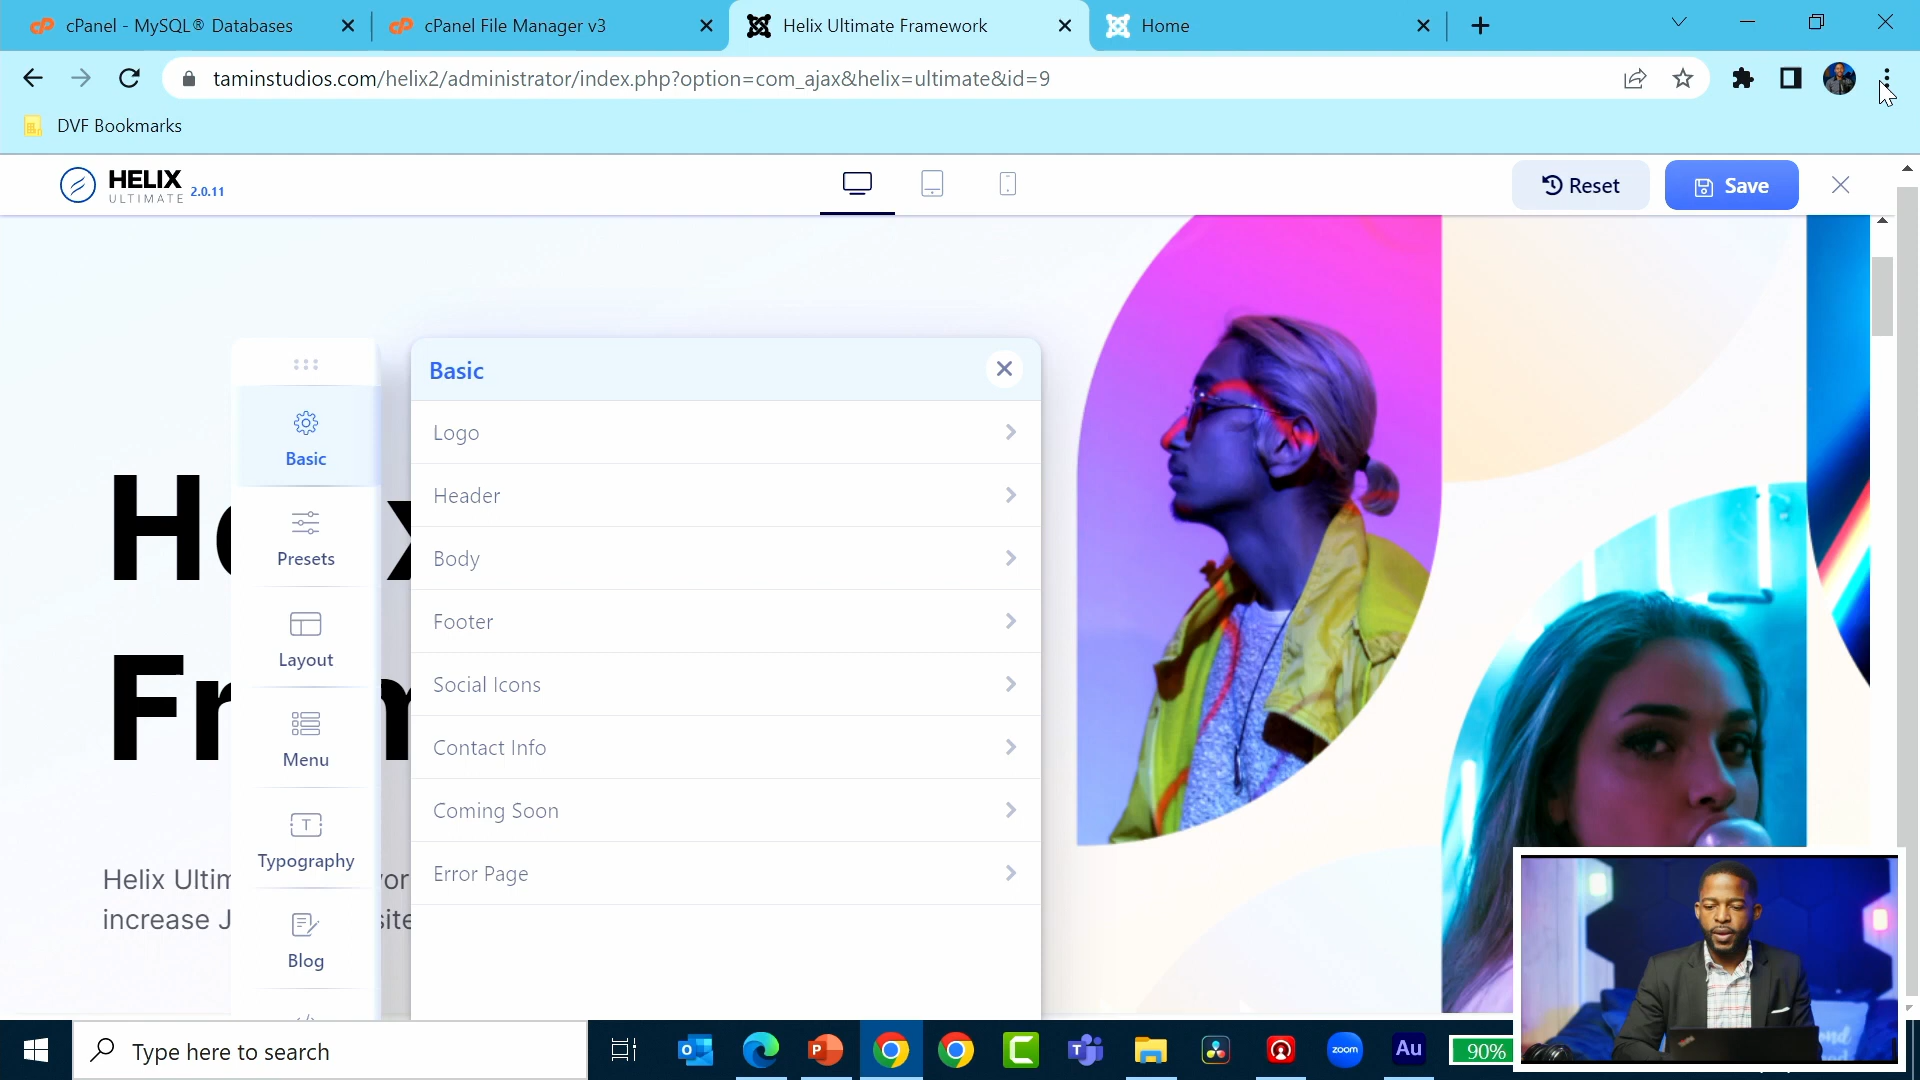 cPanel - MySQL® Databases
cPanel File Manager v3
Helix Ultimate Framework
Home
taminstudios.com/helix2/administrator/index.php?option=com_ajax&helix=ultimate&id=9
DVF Bookmarks
HELIX
ULTIMATE 2.0.11
Reset
Save
Basic
Logo
Header
Body
Footer
Social Icons
Contact Info
Coming Soon
Error Page
Basic
Presets
Layout
Menu
Typography
Blog
Helix Ultim
increase J
Type here to search
zoom
Au
90%